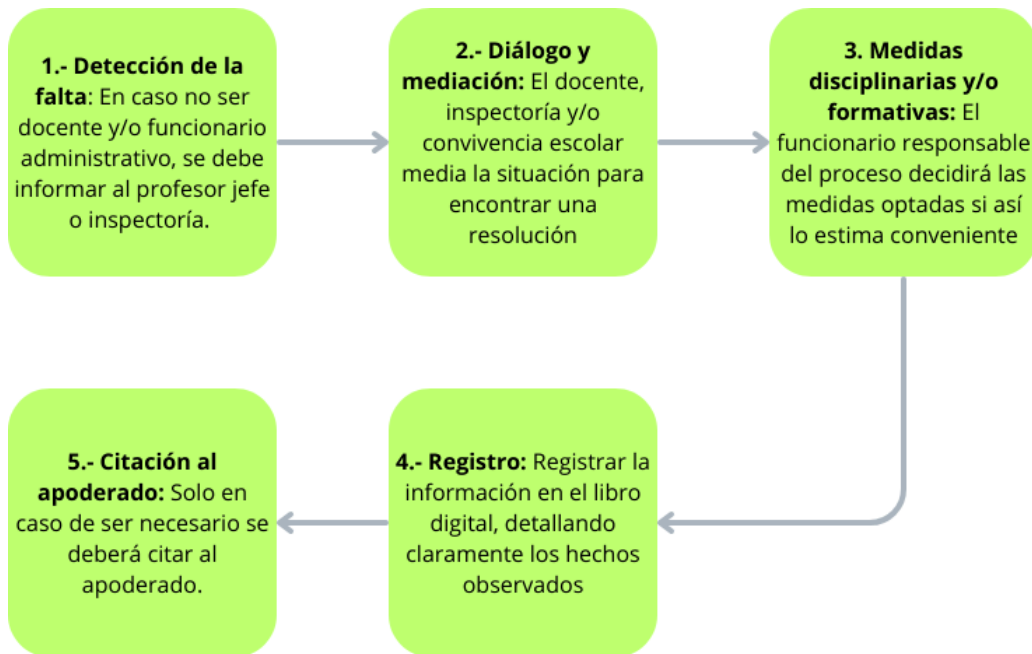 1.- Detección de la
falta: En caso no ser
docente y/o funcionario
administrativo, se debe
informar al profesor jefe
o inspectoría.
2.- Diálogo y
mediación: El docente,
inspectoría y/o
convivencia escolar
media la situación para
encontrar una
resolución
3. Medidas
disciplinarias y/o
formativas: El
funcionario responsable
del proceso decidirá las
medidas optadas si así
lo estima conveniente
4.- Registro: Registrar la
información en el libro
digital, detallando
claramente los hechos
observados
5.- Citación al
apoderado: Solo en
caso de ser necesario se
deberá citar al
apoderado.